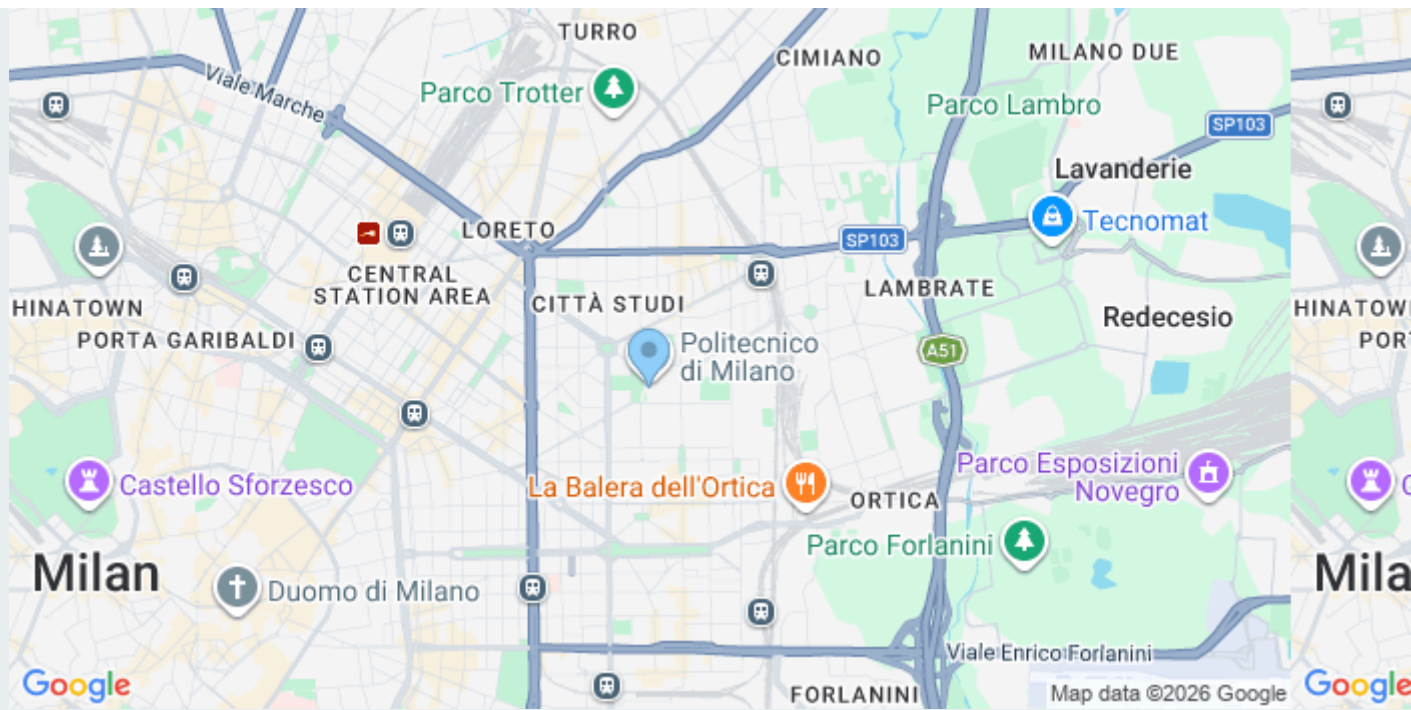 TURRO
CIMIANO
MILANO DUE
Viale Marche
Parco Trotter
Parco Lambro
SP103
Lavanderie
Tecnomat
LORETO
SP103
CENTRAL
STATION AREA
CITTÀ STUDI
LAMBRATE
HINATOWN
HINATOW
PORTA GARIBALDI
Redecesio
POR
Politecnico
di Milano
A51
Castello Sforzesco
La Balera dell'Ortica
ORTICA
Parco Esposizioni
Novegro
Parco Forlanini
Milan
Mila
Duomo di Milano
Viale Enrico Forlanini
Google
FORLANINI
Map data ©2026 Google
Google